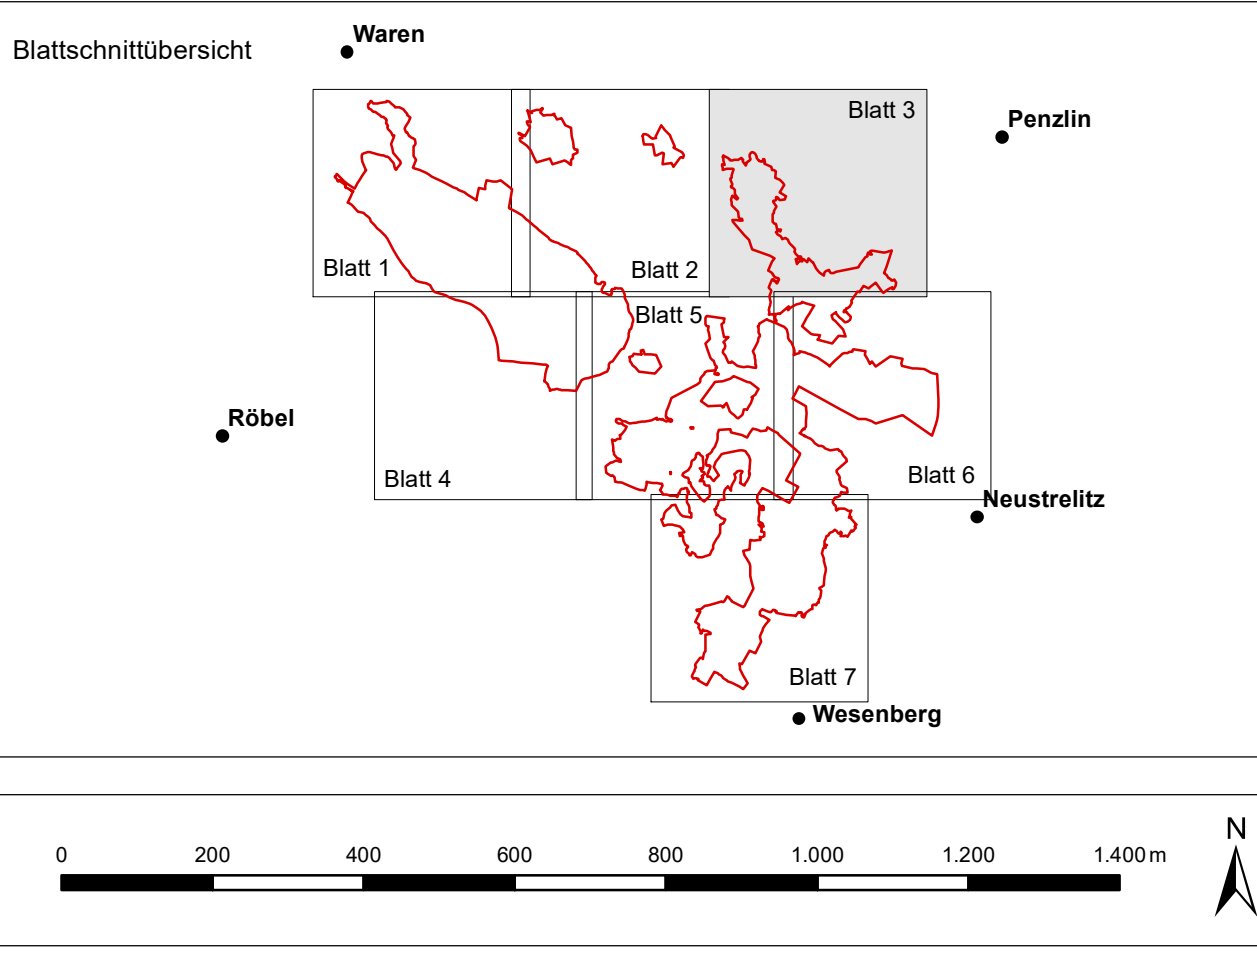 Blattschnittübersicht
Waren
Blatt 3
Penzlin
Blatt 1
Blatt 2
Blatt 5
Röbel
Blatt 4
Blatt 6
Neustrelitz
Blatt 7
Wesenberg
0 200 400 600 800 1.000 1.200 1.400 m
N